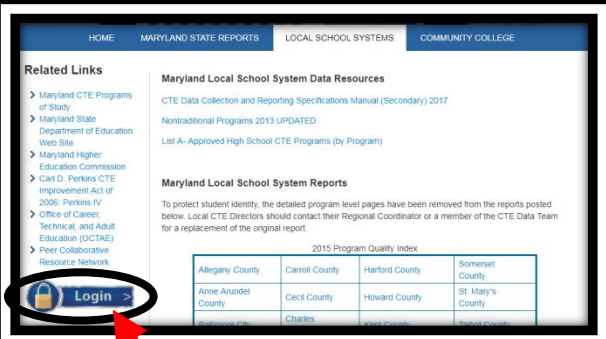 HOME MARYLAND STATE REPORTS LOCAL SCHOOL SYSTEMS COMMUNITY COLLEGE
Related Links
> Maryland CTE Programs
of Study
> Maryland State
Department of Education
Web Site
> Maryland Higher
Education Commission
> Carl D. Perkins CTE
Improvement Act of
2006: Perkins IV
> Office of Career,
Technical, and Adult
Education (OCTAE)
> Peer Collaborative
Resource Network
Login >
Maryland Local School System Data Resources
CTE Data Collection and Reporting Specifications Manual (Secondary) 2017
Nontraditional Programs 2013 UPDATED
List A- Approved High School CTE Programs (by Program)
Maryland Local School System Reports
To protect student identity, the detailed program level pages have been removed from the reports posted
below. Local CTE Directors should contact their Regional Coordinator or a member of the CTE Data Team
for a replacement of the original report.
2015 Program Quality Index
Allegany County Carroll County Harford County Somerset
County
Anne Arundel
County Cecil County Howard County St. Mary's
County
Baltimore City Charles Kent County Talbot County